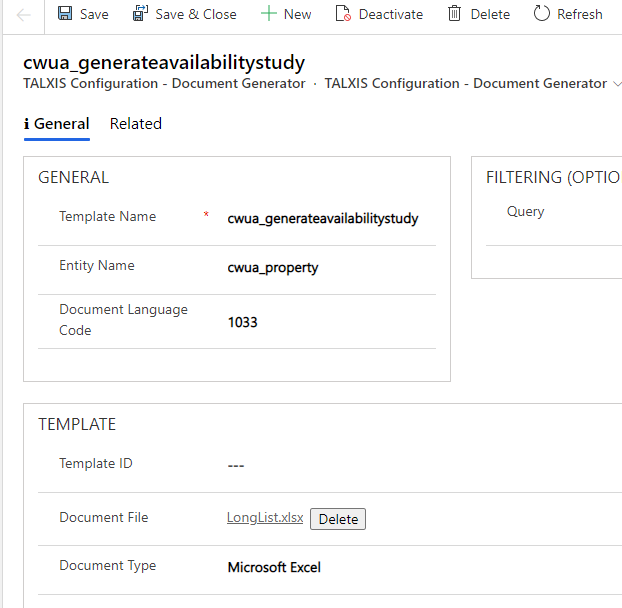 Save
Save & Close
New
Deactivate
Delete
Refresh
cwua_generateavailabilitystudy
TALXIS Configuration - Document Generator · TALXIS Configuration - Document Generator
General
Related
GENERAL
Template Name * cwua_generateavailabilitystudy
Entity Name cwua_property
Document Language Code 1033
FILTERING (OPTIO
Query
TEMPLATE
Template ID ---
Document File LongList.xlsx Delete
Document Type Microsoft Excel